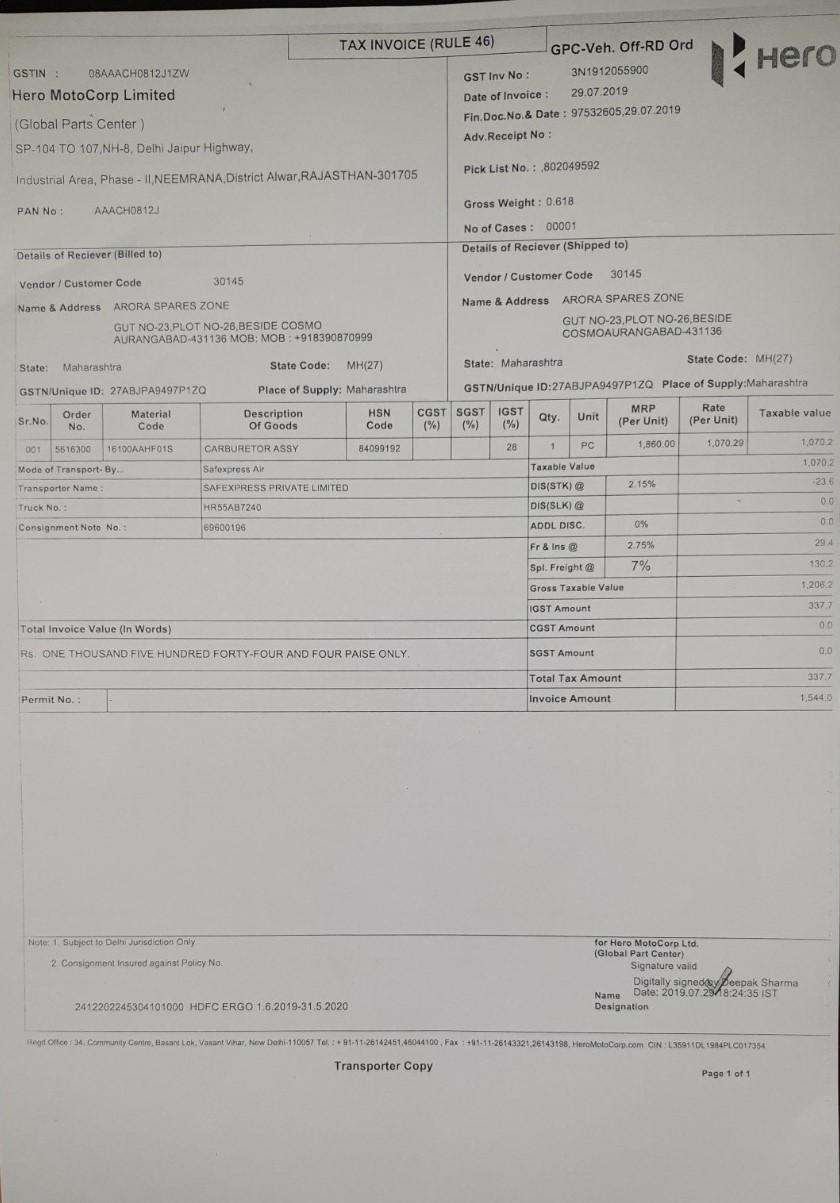 TAX INVOICE (RULE 46)
GPC-Veh. Off-RD Ord
Hero
GSTIN : 08AAACH0812J1ZW
Hero MotoCorp Limited
(Global Parts Center )
SP-104 TO 107,NH-8, Delhi Jaipur Highway,
Industrial Area, Phase - II,NEEMRANA,District Alwar,RAJASTHAN-301705
PAN No : AAACH0812J
GST Inv No : 3N1912055900
Date of Invoice : 29.07.2019
Fin.Doc.No.& Date : 97532605,29.07.2019
Adv.Receipt No :
Pick List No. : ,802049592
Gross Weight : 0.618
No of Cases : 00001
Details of Reciever (Billed to)
Vendor / Customer Code 30145
Name & Address ARORA SPARES ZONE
GUT NO-23,PLOT NO-26,BESIDE COSMO
AURANGABAD-431136 MOB: MOB : +918390870999
State: Maharashtra State Code: MH(27)
GSTN/Unique ID: 27ABJPA9497P1ZQ Place of Supply: Maharashtra
Details of Reciever (Shipped to)
Vendor / Customer Code 30145
Name & Address ARORA SPARES ZONE
GUT NO-23,PLOT NO-26,BESIDE
COSMOAURANGABAD-431136
State: Maharashtra State Code: MH(27)
GSTN/Unique ID:27ABJPA9497P1ZQ Place of Supply:Maharashtra
Sr.No. Order No. Material Code Description Of Goods HSN Code CGST (%) SGST (%) IGST (%) Qty. Unit MRP (Per Unit) Rate (Per Unit) Taxable value
001 5616300 16100AAHF01S CARBURETOR ASSY 84099192 28 1 PC 1,860.00 1,070.29 1,070.2
Mode of Transport- By... Safexpress Air
Transporter Name : SAFEXPRESS PRIVATE LIMITED
Truck No. : HR55AB7240
Consignment Note No. : 69600196
Taxable Value 1,070.2
DIS(STK) @ 2.15% -23.6
DIS(SLK) @ 0.0
ADDL DISC. 0% 0.0
Fr & Ins @ 2.75% 29.4
Spl. Freight @ 7% 130.2
Gross Taxable Value 1,206.2
IGST Amount 337.7
CGST Amount 0.0
SGST Amount 0.0
Total Tax Amount 337.7
Invoice Amount 1,544.0
Total Invoice Value (In Words)
Rs. ONE THOUSAND FIVE HUNDRED FORTY-FOUR AND FOUR PAISE ONLY.
Permit No. : -
Note: 1. Subject to Delhi Jurisdiction Only
2. Consignment Insured against Policy No.
2412202245304101000 HDFC ERGO 1.6.2019-31.5.2020
for Hero MotoCorp Ltd.
(Global Part Center)
Signature valid
Digitally signed by Deepak Sharma
Name Date: 2019.07.29 18:24:35 IST
Designation
Regd.Office : 34, Community Centre, Basant Lok, Vasant Vihar, New Delhi-110057 Tel. : + 91-11-26142451,46044100 , Fax : +91-11-26143321,26143198, HeroMotoCorp.com CIN : L35911DL1984PLC017354
Transporter Copy
Page 1 of 1